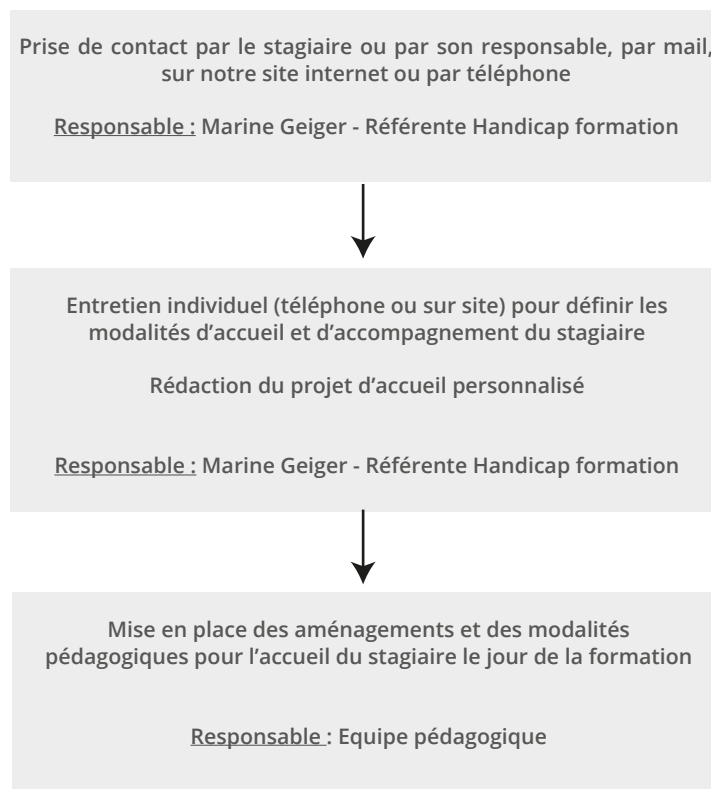 Prise de contact par le stagiaire ou par son responsable, par mail,
sur notre site internet ou par téléphone
Responsable : Marine Geiger - Référente Handicap formation
Entretien individuel (téléphone ou sur site) pour définir les
modalités d’accueil et d’accompagnement du stagiaire
Rédaction du projet d’accueil personnalisé
Responsable : Marine Geiger - Référente Handicap formation
Mise en place des aménagements et des modalités
pédagogiques pour l’accueil du stagiaire le jour de la formation
Responsable : Equipe pédagogique